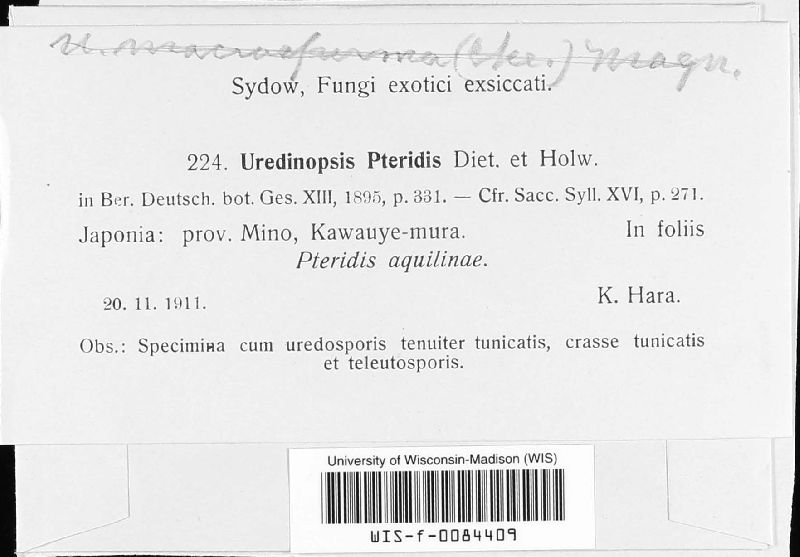 U. macrosperma (Cke.) Magn.
Sydow, Fungi exotici exsiccati.
224. Uredinopsis Pteridis Diet. et Holw.
in Ber. Deutsch. bot. Ges. XIII, 1895, p. 331. — Cfr. Sacc. Syll. XVI, p. 271.
Japonia: prov. Mino, Kawauye-mura. In foliis
Pteridis aquilinae.
20. 11. 1911. K. Hara.
Obs.: Specimina cum uredosporis tenuiter tunicatis, crasse tunicatis
et teleutosporis.
University of Wisconsin-Madison (WIS)
WIS-f-0084409